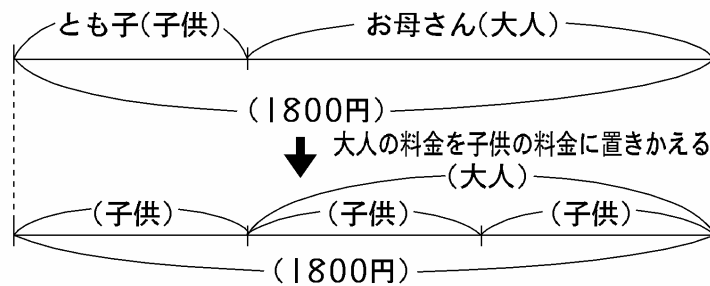 とも子(子供) お母さん(大人)
(1800円)
大人の料金を子供の料金に置きかえる
(大人)
(子供) (子供) (子供)
(1800円)